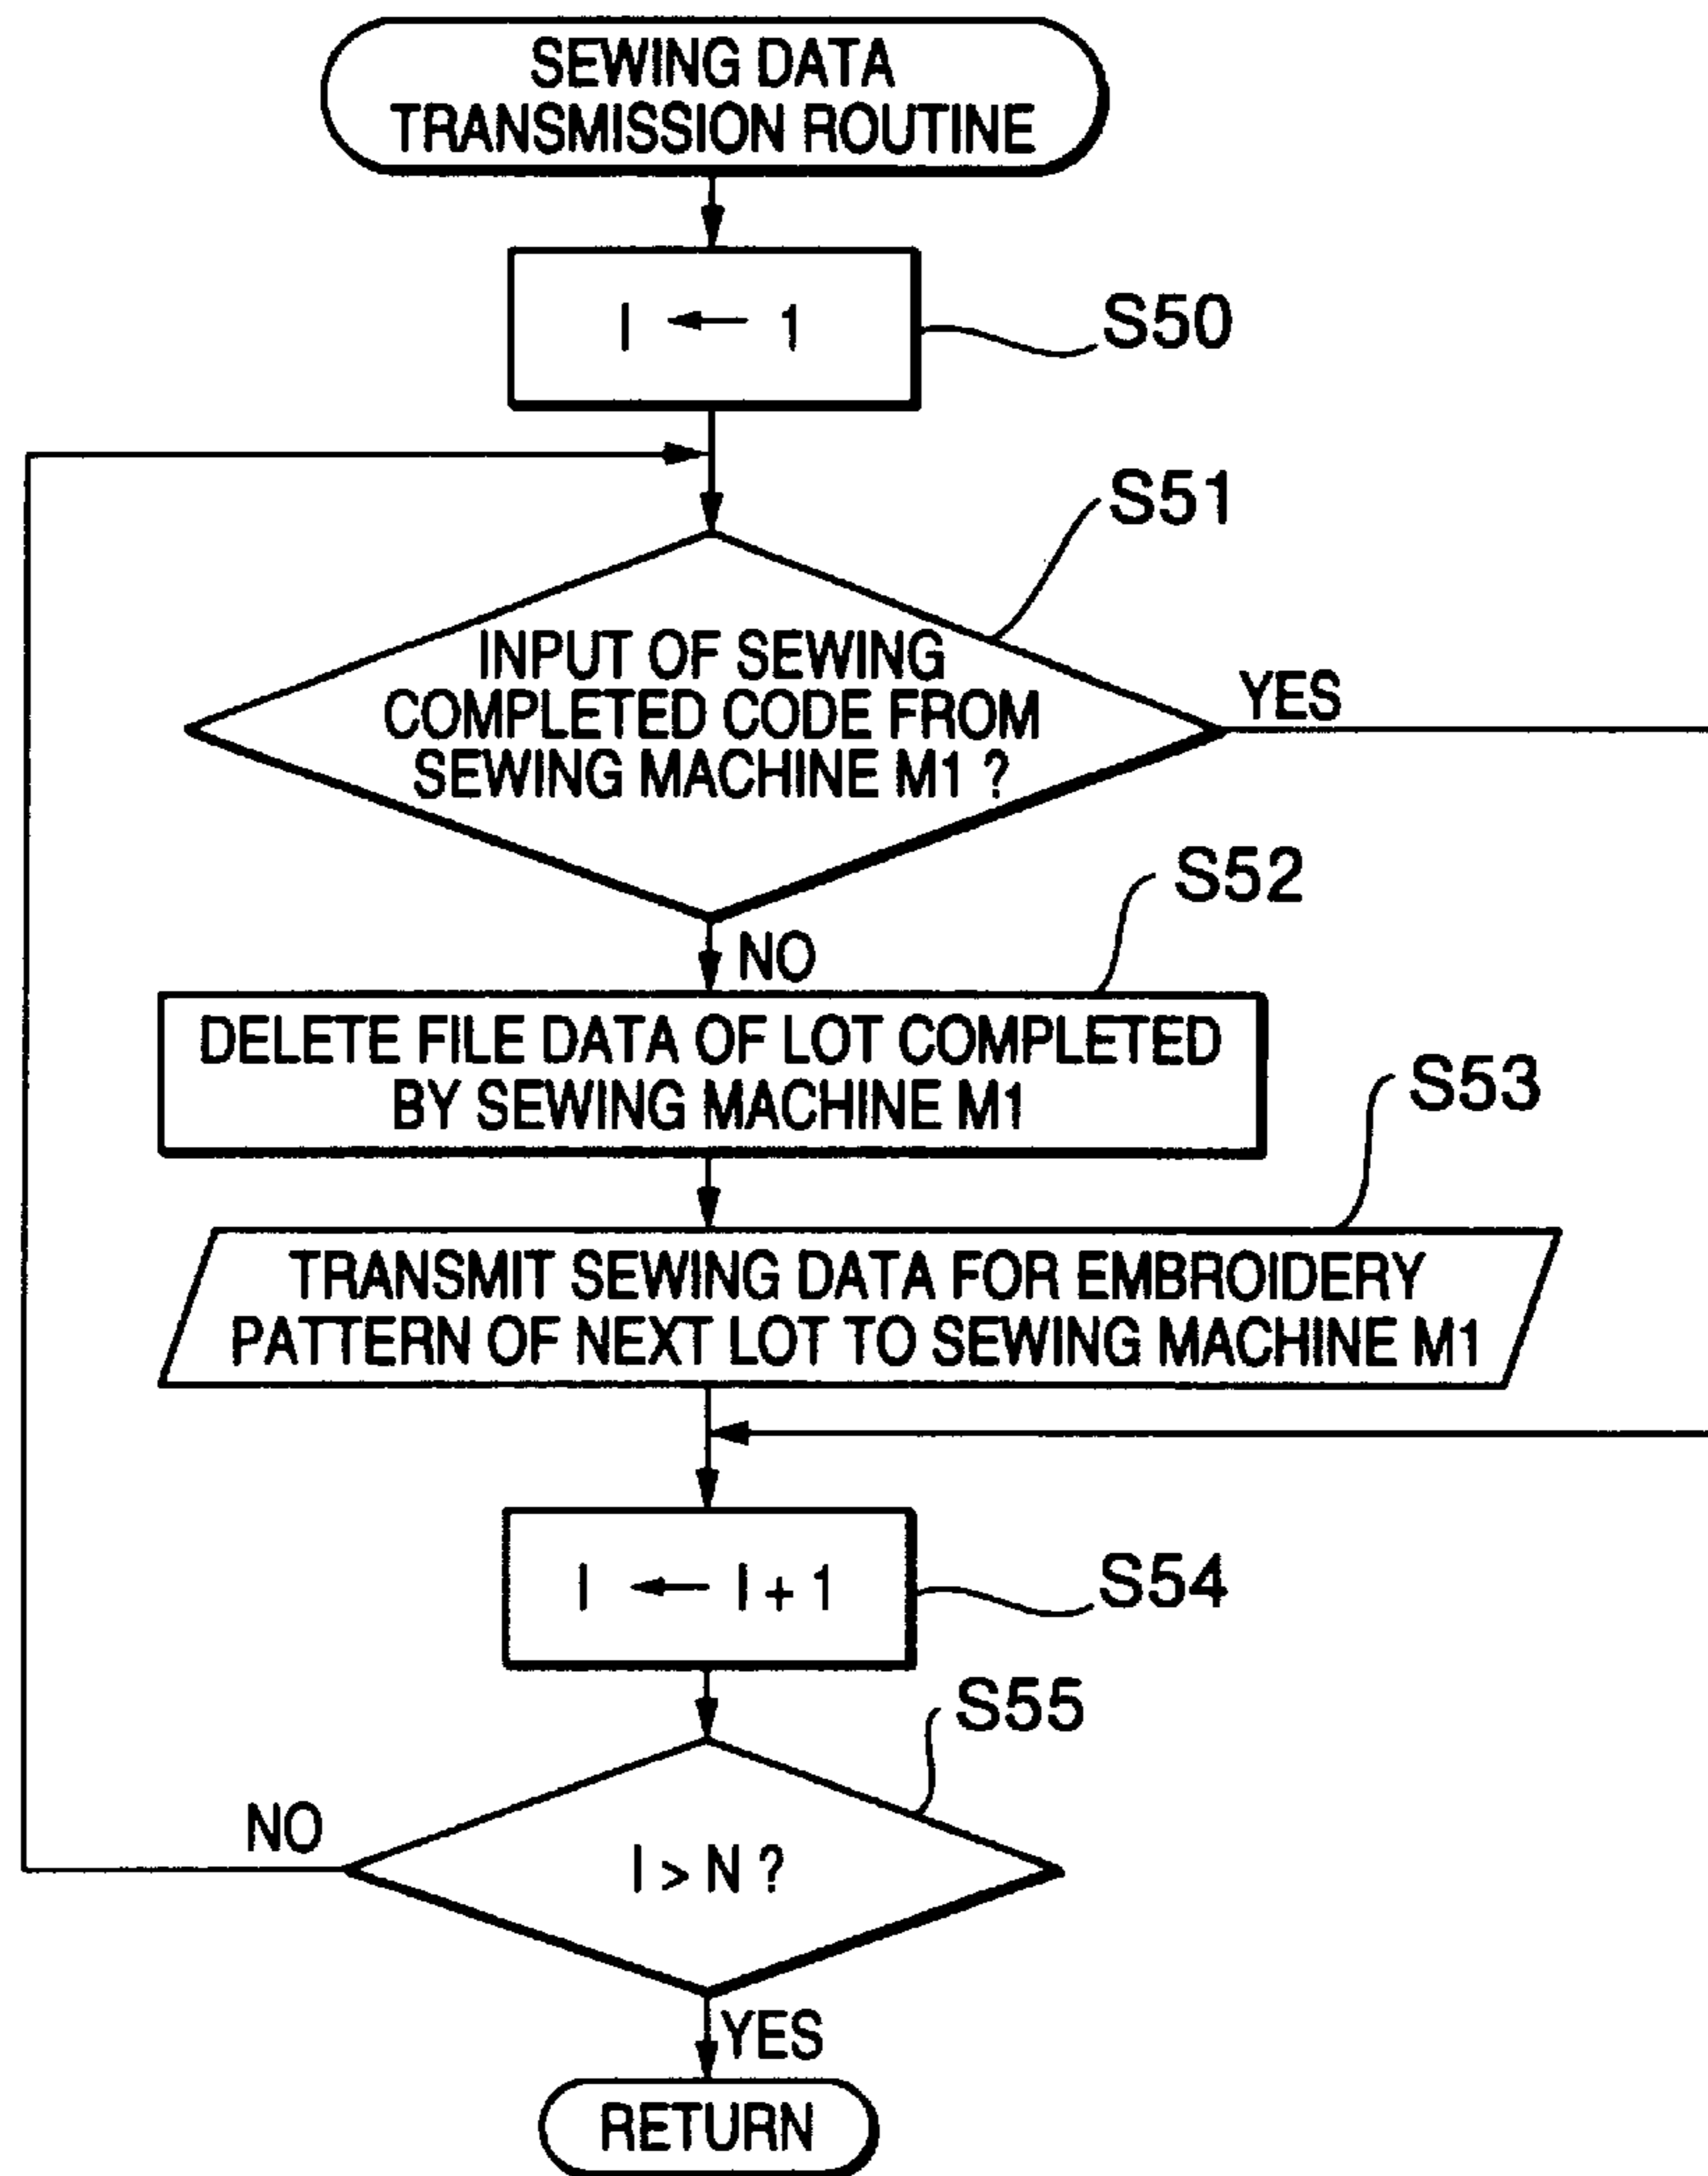 SEWING DATA
TRANSMISSION ROUTINE
I ← 1
S50
S51
INPUT OF SEWING
COMPLETED CODE FROM
SEWING MACHINE M1 ?
YES
S52
NO
DELETE FILE DATA OF LOT COMPLETED
BY SEWING MACHINE M1
S53
TRANSMIT SEWING DATA FOR EMBROIDERY
PATTERN OF NEXT LOT TO SEWING MACHINE M1
I ← I + 1
S54
S55
NO
I > N ?
YES
RETURN